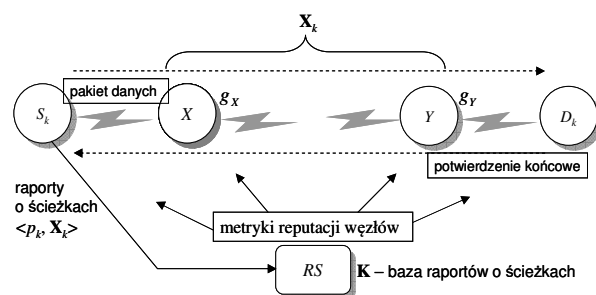 X_k
pakiet danych
S_k
X
g_X
Y
g_Y
D_k
potwierdzenie końcowe
raporty
o ścieżkach
<p_k, X_k>
metryki reputacji węzłów
RS
K – baza raportów o ścieżkach